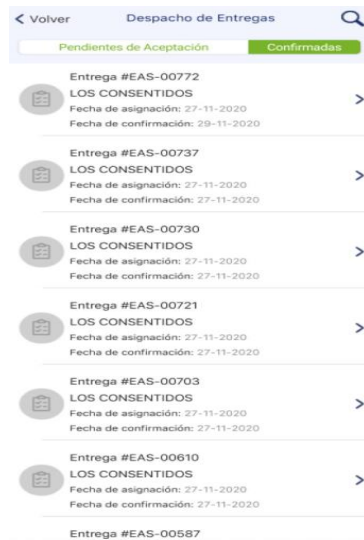 Volver Despacho de Entregas
Pendientes de Aceptación Confirmadas
Entrega #EAS-00772
LOS CONSENTIDOS
Fecha de asignación: 27-11-2020
Fecha de confirmación: 29-11-2020
Entrega #EAS-00737
LOS CONSENTIDOS
Fecha de asignación: 27-11-2020
Fecha de confirmación: 27-11-2020
Entrega #EAS-00730
LOS CONSENTIDOS
Fecha de asignación: 27-11-2020
Fecha de confirmación: 27-11-2020
Entrega #EAS-00721
LOS CONSENTIDOS
Fecha de asignación: 27-11-2020
Fecha de confirmación: 27-11-2020
Entrega #EAS-00703
LOS CONSENTIDOS
Fecha de asignación: 27-11-2020
Fecha de confirmación: 27-11-2020
Entrega #EAS-00610
LOS CONSENTIDOS
Fecha de asignación: 27-11-2020
Fecha de confirmación: 27-11-2020
Entrega #EAS-00587